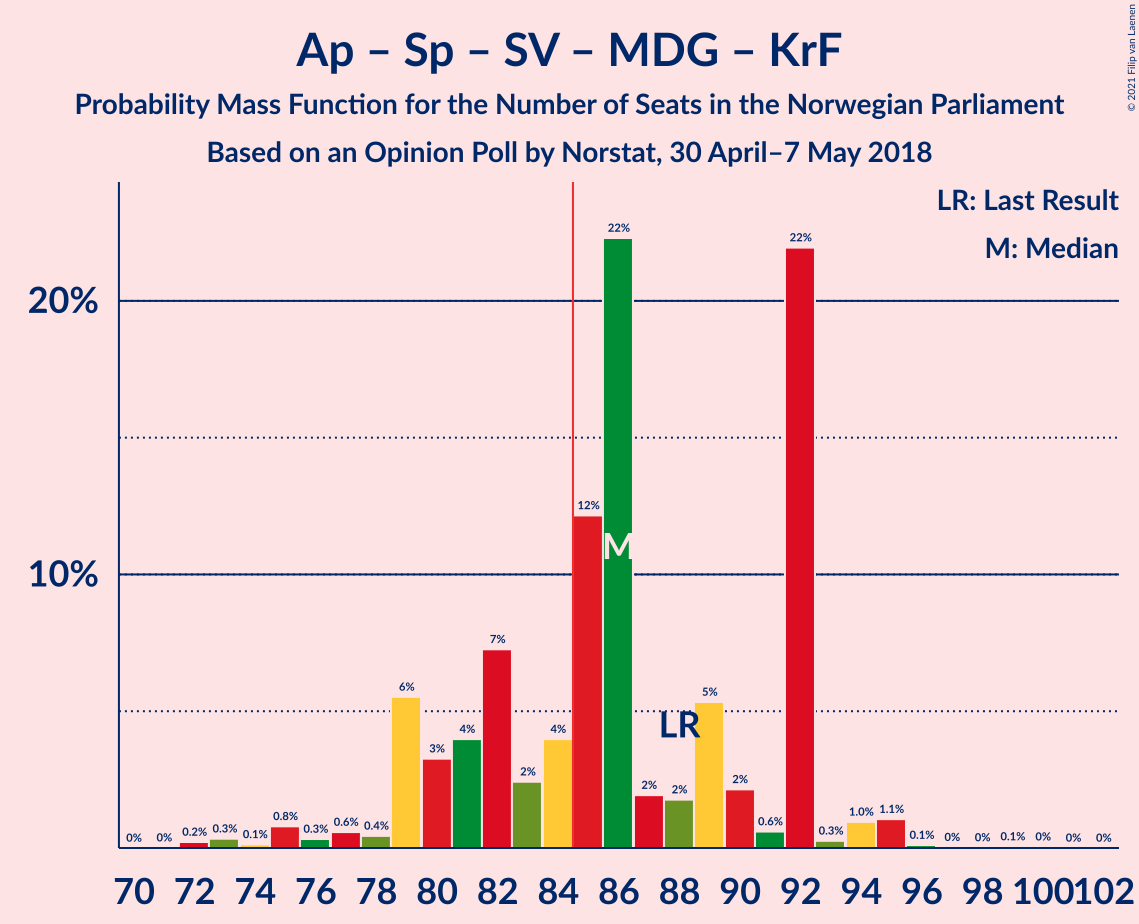 Ap – Sp – SV – MDG – KrF
Probability Mass Function for the Number of Seats in the Norwegian Parliament
Based on an Opinion Poll by Norstat, 30 April–7 May 2018
© 2021 Filip van Laenen
LR: Last Result
M: Median
20%
10%
0% 0% 0.2% 0.3% 0.1% 0.8% 0.3% 0.6% 0.4% 6% 3% 4% 7% 2% 4% 12% 22% 2% 2% 5% 2% 0.6% 22% 0.3% 1.0% 1.1% 0.1% 0% 0% 0.1% 0% 0% 0%
M
LR
70 72 74 76 78 80 82 84 86 88 90 92 94 96 98 100 102